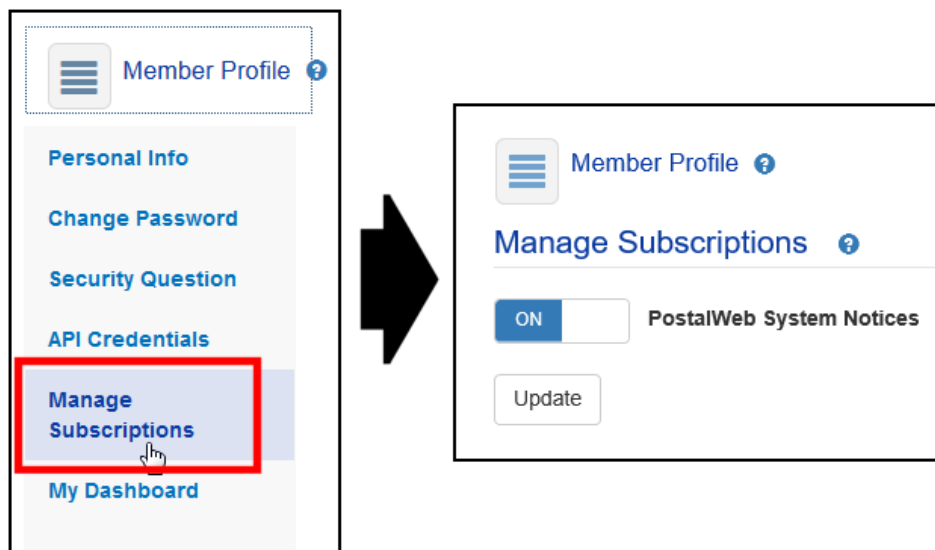 Member Profile ?
Personal Info
Change Password
Security Question
API Credentials
Manage
Subscriptions
My Dashboard
Member Profile ?
Manage Subscriptions ?
ON PostalWeb System Notices
Update